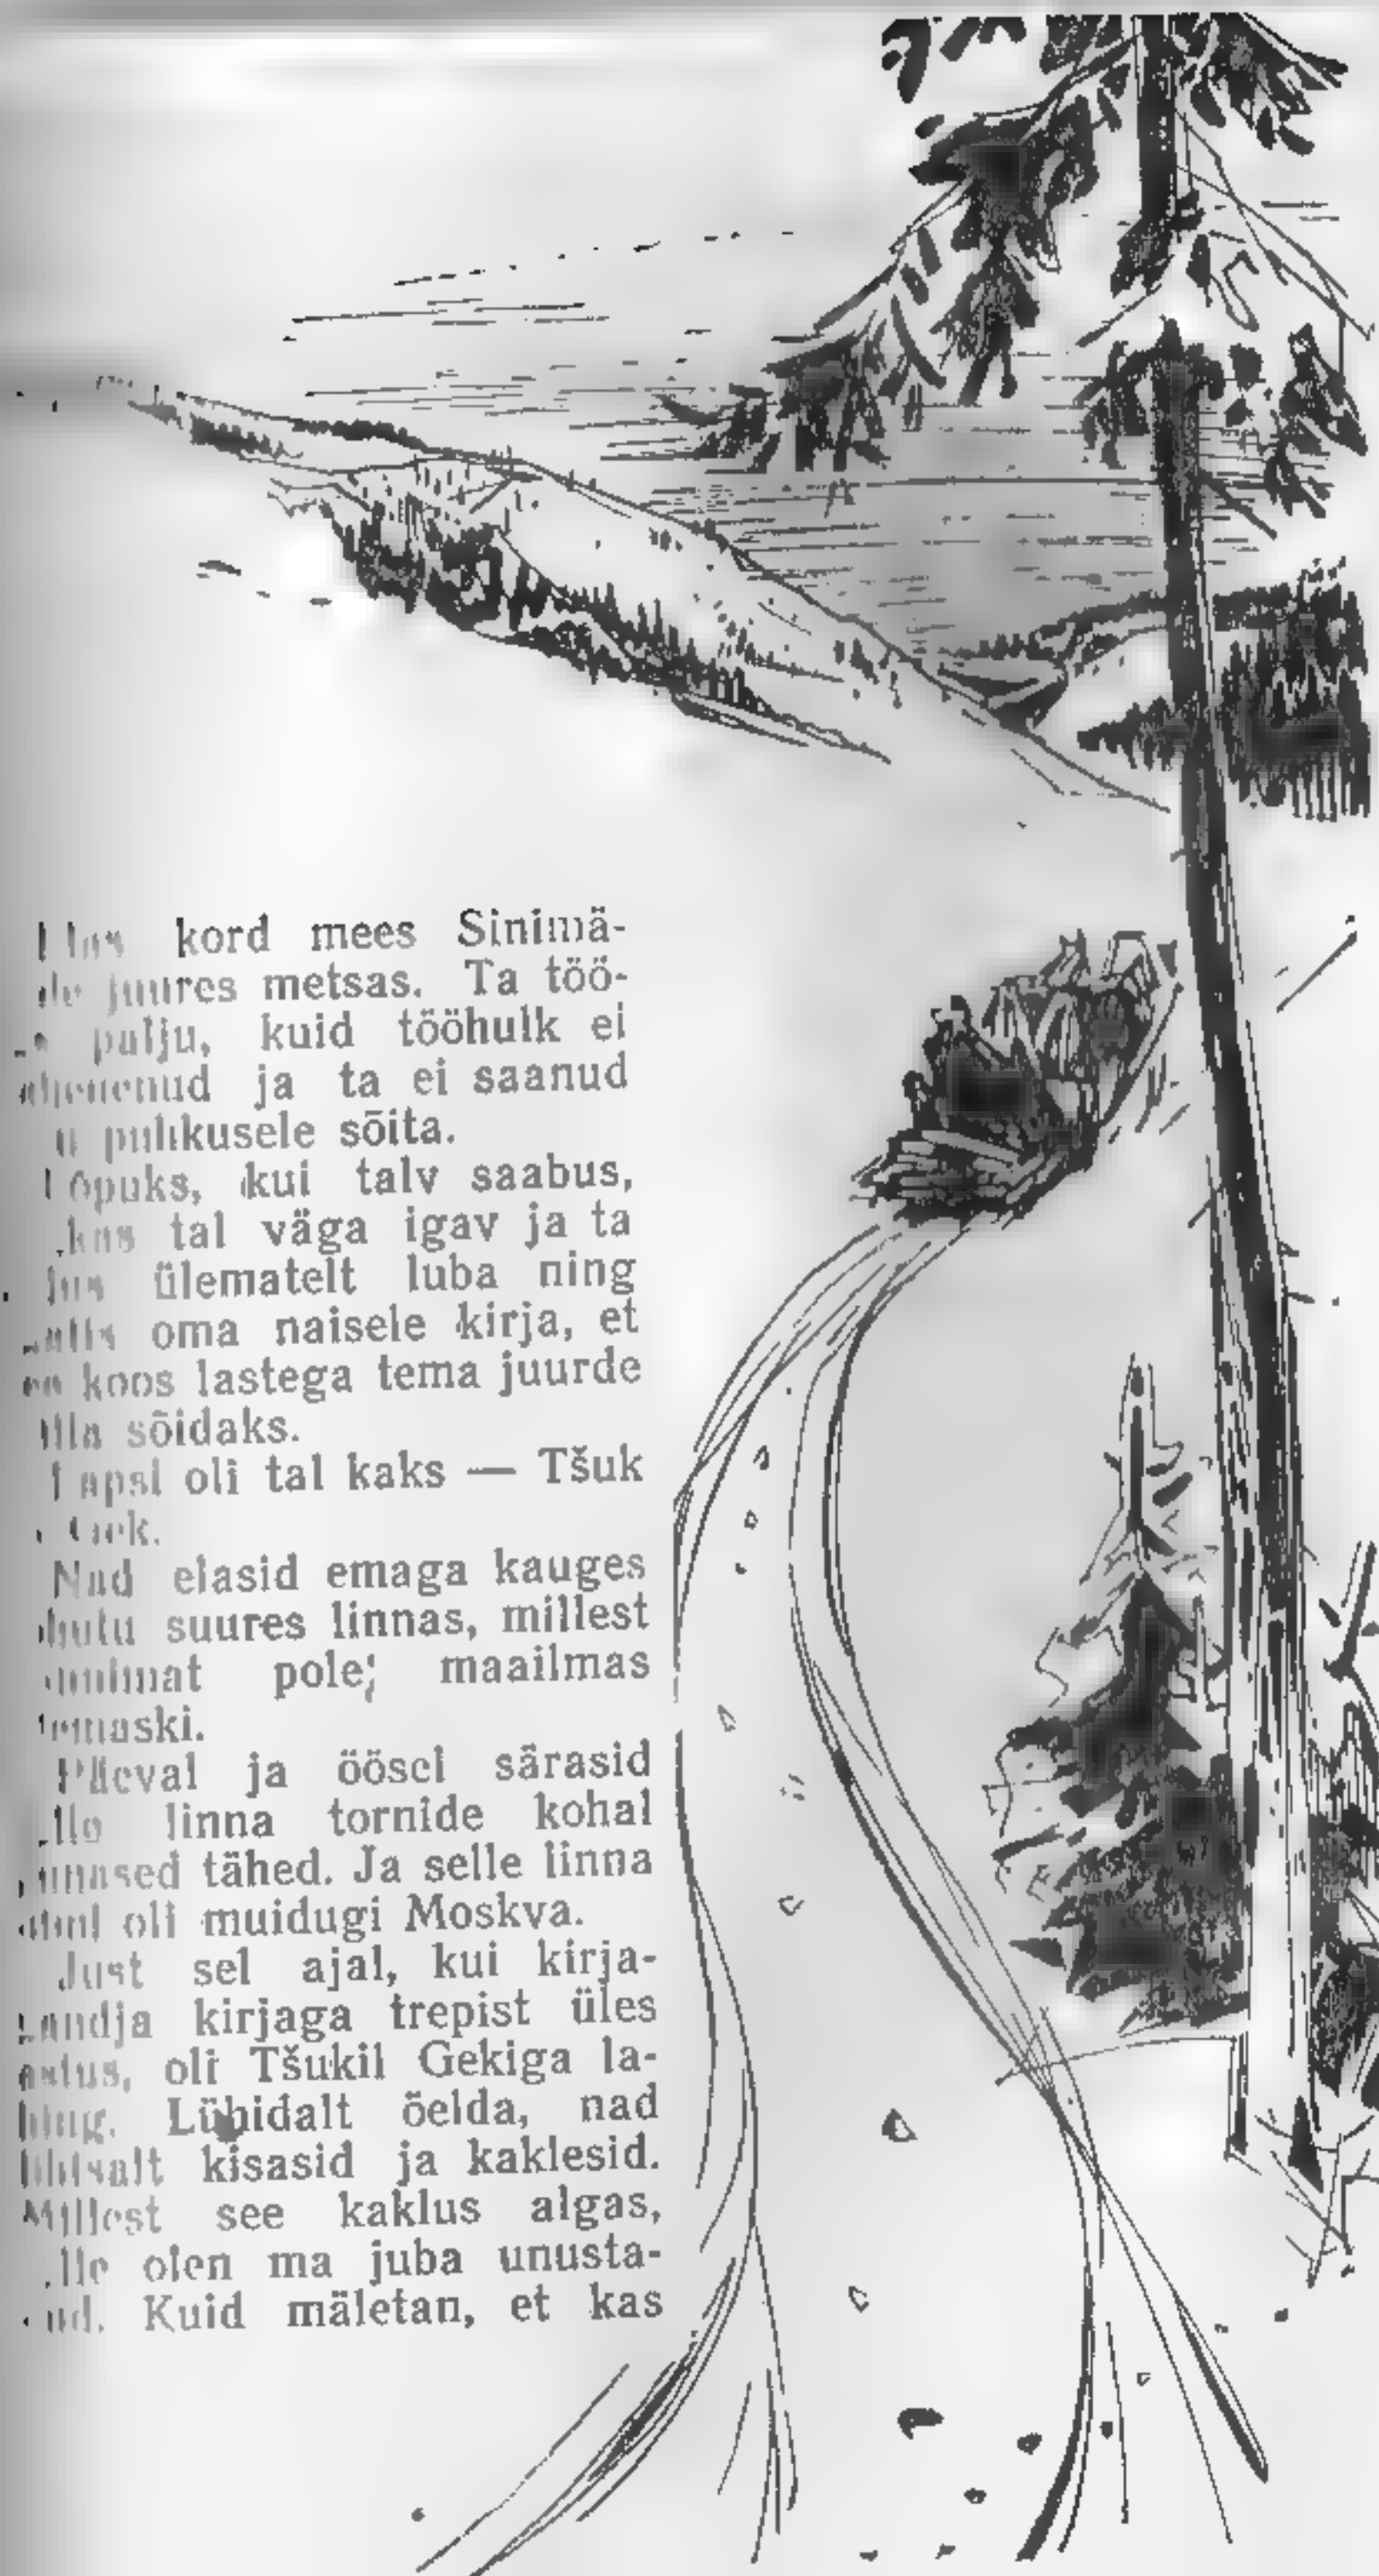 kord mees Sinimä-
juures metsas. Ta töö-
palju, kuid tööhulk ei
ja ta ei saanud
puhkusele sõita.
Lõpuks, kui talv saabus,
tal väga igav ja ta
ülematelt luba ning
oma naisele kirja, et
koos lastega tema juurde
sõidaks.
Lapsi oli tal kaks — Tšuk
Nad elasid emaga kauges
suures linnas, millest
pole maailmas
Päeval ja öösel särasid
linna tornide kohal
tähed. Ja selle linna
oli muidugi Moskva.
Just sel ajal, kui kirja-
kirjaga trepist üles
astus, oli Tšukil Gekiga la-
Lühidalt öelda, nad
kisasid ja kaklesid.
Millest see kaklus algas,
olen ma juba unusta-
Kuid mäletan, et kas